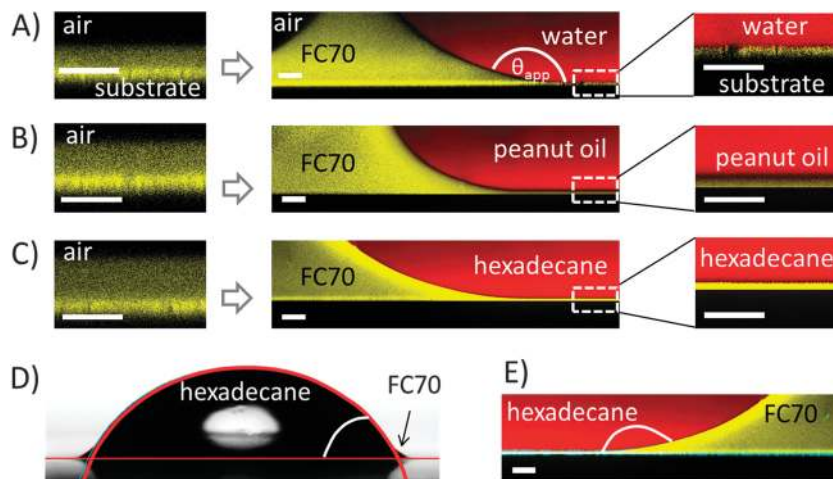 A)
air
substrate
air
FC70
water
θapp
water
substrate
B)
air
FC70
peanut oil
peanut oil
C)
air
FC70
hexadecane
hexadecane
D)
hexadecane
FC70
E)
hexadecane
FC70